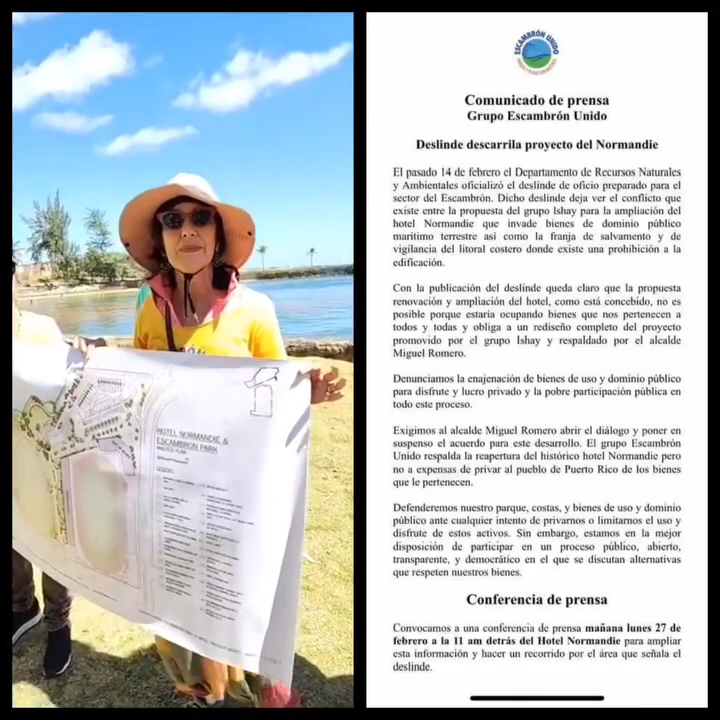 HOTEL NORMANDIE &
ESCAMBRON PARK
MASTER PLAN
LEGEND
ESCAMBRÓN UNIDO
Comunicado de prensa
Grupo Escambrón Unido
Deslinde descarrila proyecto del Normandie
El pasado 14 de febrero el Departamento de Recursos Naturales
y Ambientales oficializó el deslinde de oficio preparado para el
sector del Escambrón. Dicho deslinde deja ver el conflicto que
existe entre la propuesta del grupo Ishay para la ampliación del
hotel Normandie que invade bienes de dominio público
marítimo terrestre así como la franja de salvamento y de
vigilancia del litoral costero donde existe una prohibición a la
edificación.
Con la publicación del deslinde queda claro que la propuesta
renovación y ampliación del hotel, como está concebido, no es
posible porque estaría ocupando bienes que nos pertenecen a
todos y todas y obliga a un rediseño completo del proyecto
promovido por el grupo Ishay y respaldado por el alcalde
Miguel Romero.
Denunciamos la enajenación de bienes de uso y dominio público
para disfrute y lucro privado y la pobre participación pública en
todo este proceso.
Exigimos al alcalde Miguel Romero abrir el diálogo y poner en
suspenso el acuerdo para este desarrollo. El grupo Escambrón
Unido respalda la reapertura del histórico hotel Normandie pero
no a expensas de privar al pueblo de Puerto Rico de los bienes
que le pertenecen.
Defenderemos nuestro parque, costas, y bienes de uso y dominio
público ante cualquier intento de privarnos o limitarnos el uso y
disfrute de estos activos. Sin embargo, estamos en la mejor
disposición de participar en un proceso público, abierto,
transparente, y democrático en el que se discutan alternativas
que respeten nuestros bienes.
Conferencia de prensa
Convocamos a una conferencia de prensa mañana lunes 27 de
febrero a la 11 am detrás del Hotel Normandie para ampliar
esta información y hacer un recorrido por el área que señala el
deslinde.